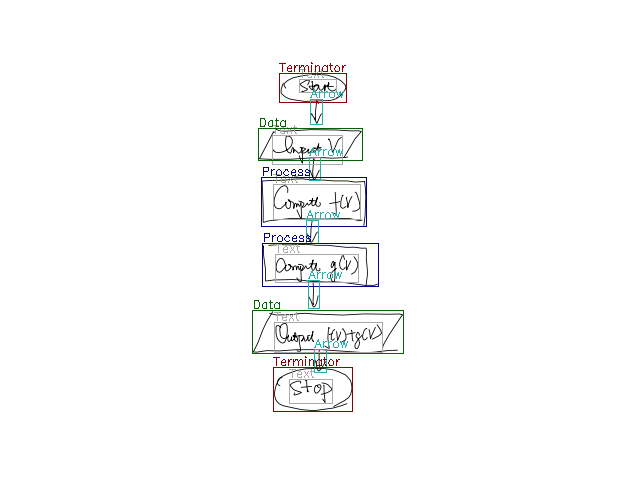 Terminator
Text
Start
Arrow
Data
Text
Input V
Arrow
Process
Text
Compute f(V)
Arrow
Process
Text
Compute g(V)
Arrow
Data
Text
Output f(V)+g(V)
Arrow
Terminator
Text
Stop